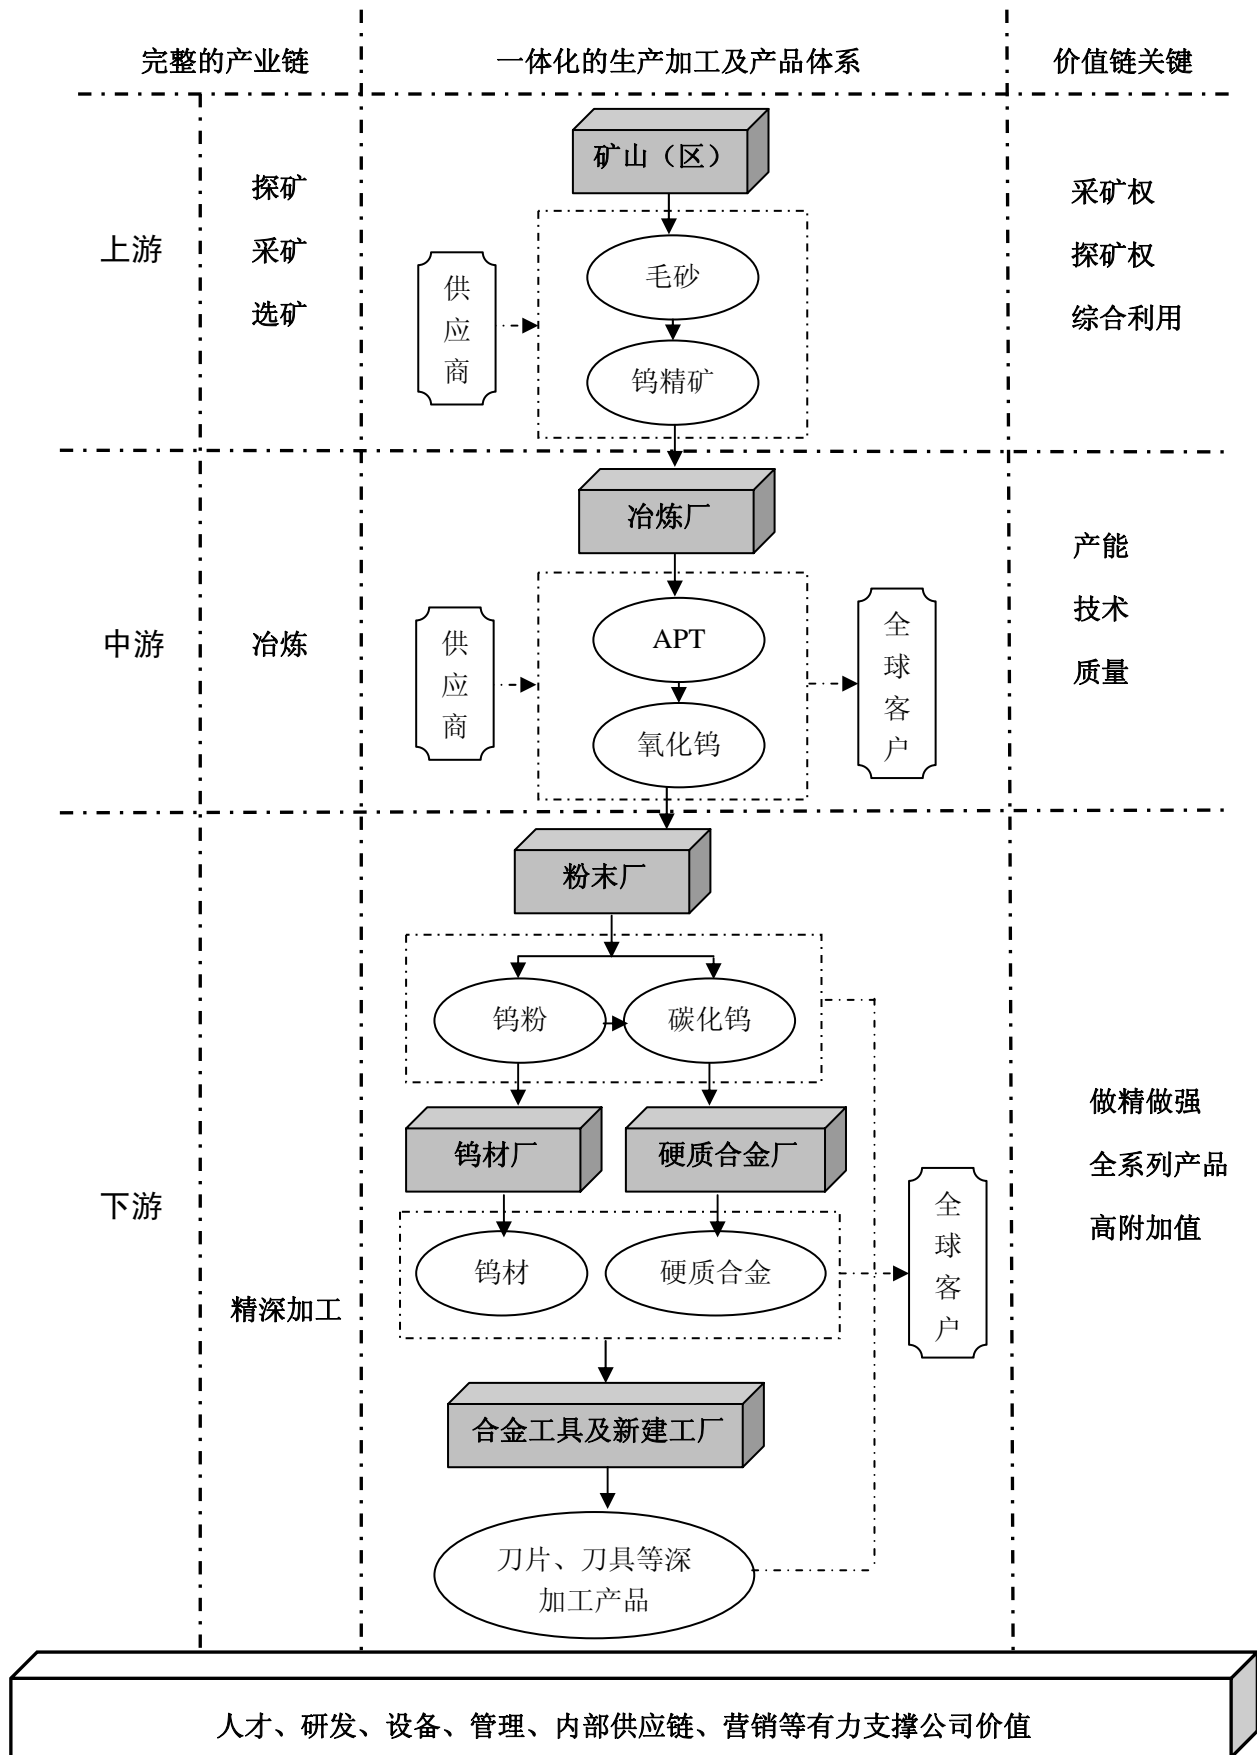 完整的产业链
一体化的生产加工及产品体系
价值链关键
上游
探矿
采矿
选矿
矿山（区）
供应商
毛砂
钨精矿
采矿权
探矿权
综合利用
中游
冶炼
冶炼厂
供应商
APT
氧化钨
全球客户
产能
技术
质量
下游
精深加工
粉末厂
钨粉
碳化钨
钨材厂
硬质合金厂
钨材
硬质合金
全球客户
合金工具及新建工厂
刀片、刀具等深
加工产品
做精做强
全系列产品
高附加值
人才、研发、设备、管理、内部供应链、营销等有力支撑公司价值